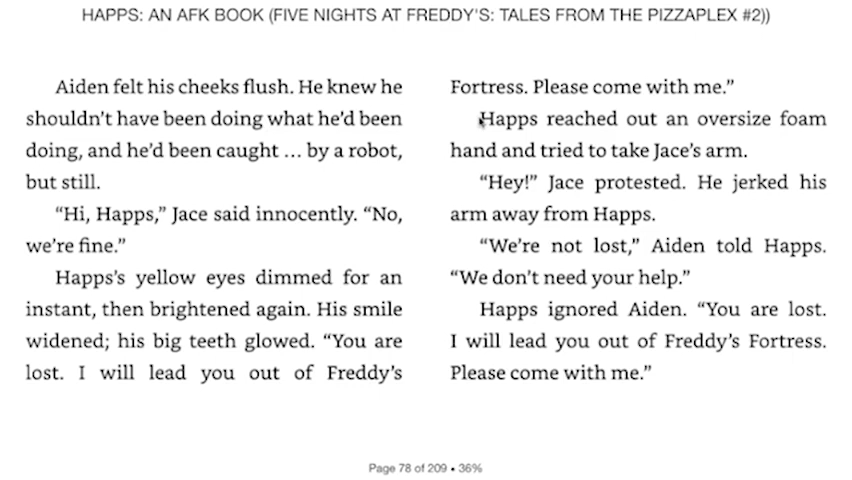 HAPPS: AN AFK BOOK (FIVE NIGHTS AT FREDDY'S: TALES FROM THE PIZZAPLEX #2))
Aiden felt his cheeks flush. He knew he
shouldn't have been doing what he'd been
doing, and he'd been caught … by a robot,
but still.
“Hi, Happs,” Jace said innocently. “No,
we're fine.”
Happs's yellow eyes dimmed for an
instant, then brightened again. His smile
widened; his big teeth glowed. “You are
lost. I will lead you out of Freddy's
Fortress. Please come with me.”
Happs reached out an oversize foam
hand and tried to take Jace's arm.
“Hey!” Jace protested. He jerked his
arm away from Happs.
“We're not lost,” Aiden told Happs.
“We don't need your help.”
Happs ignored Aiden. “You are lost.
I will lead you out of Freddy's Fortress.
Please come with me.”
Page 78 of 209 • 36%